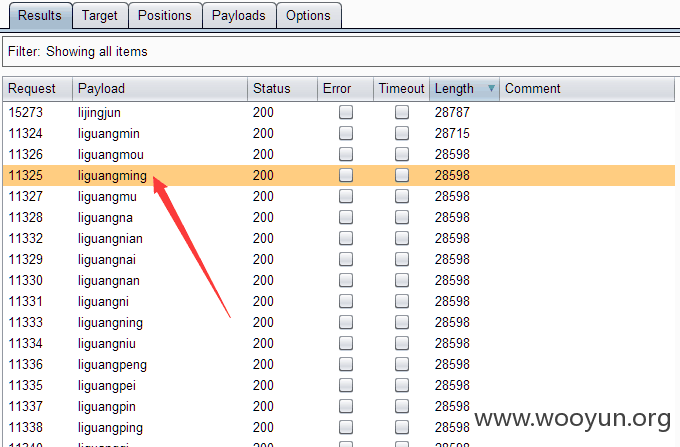 Results Target Positions Payloads Options
Filter: Showing all items
Request Payload Status Error Timeout Length Comment
15273 lijingjun 200 28787
11324 liguangmin 200 28715
11326 liguangmou 200 28598
11325 liguangming 200 28598
11327 liguangmu 200 28598
11328 liguangna 200 28598
11332 liguangnian 200 28598
11329 liguangnai 200 28598
11330 liguangnan 200 28598
11331 liguangni 200 28598
11333 liguangning 200 28598
11334 liguangniu 200 28598
11336 liguangpeng 200 28598
11335 liguangpei 200 28598
11337 liguangpin 200 28598
11338 liguangping 200 28598
www.wooyun.org